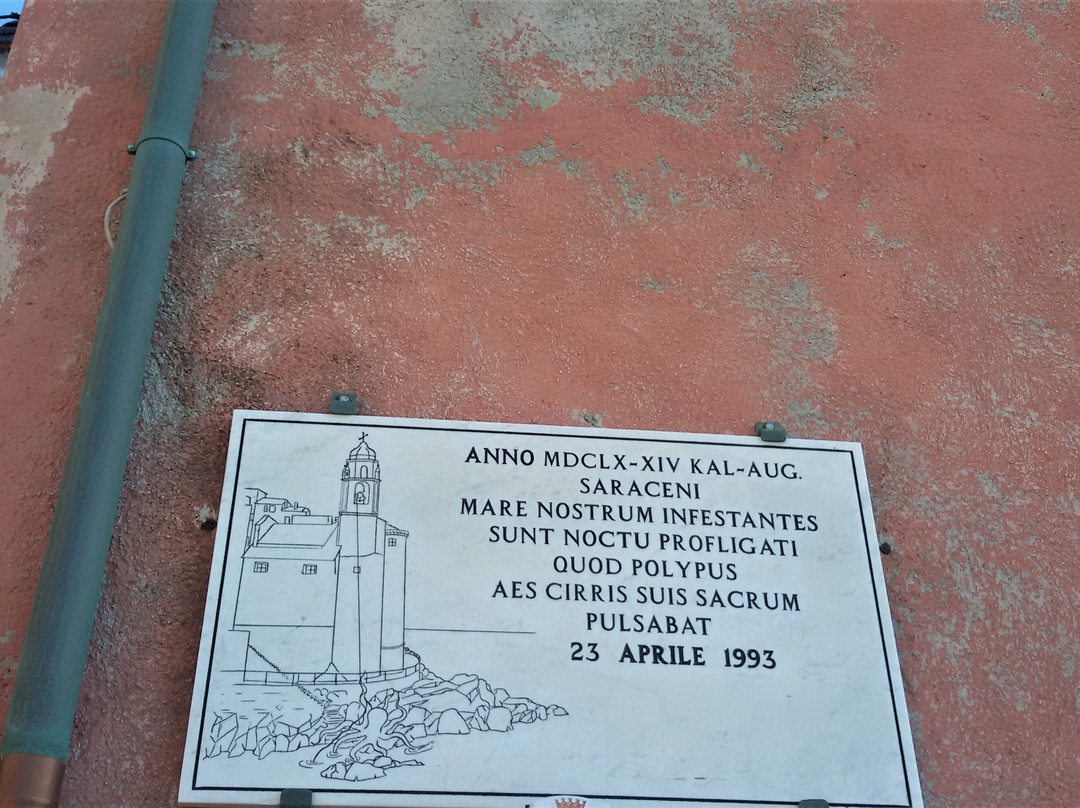 ANNO MDCLX-XIV KAL-AUG.
SARACENI
MARE NOSTRUM INFESTANTES
SUNT NOCTU PROFLIGATI
QUOD POLYPUS
AES CIRRIS SUIS SACRUM
PULSABAT
23 APRILE 1993